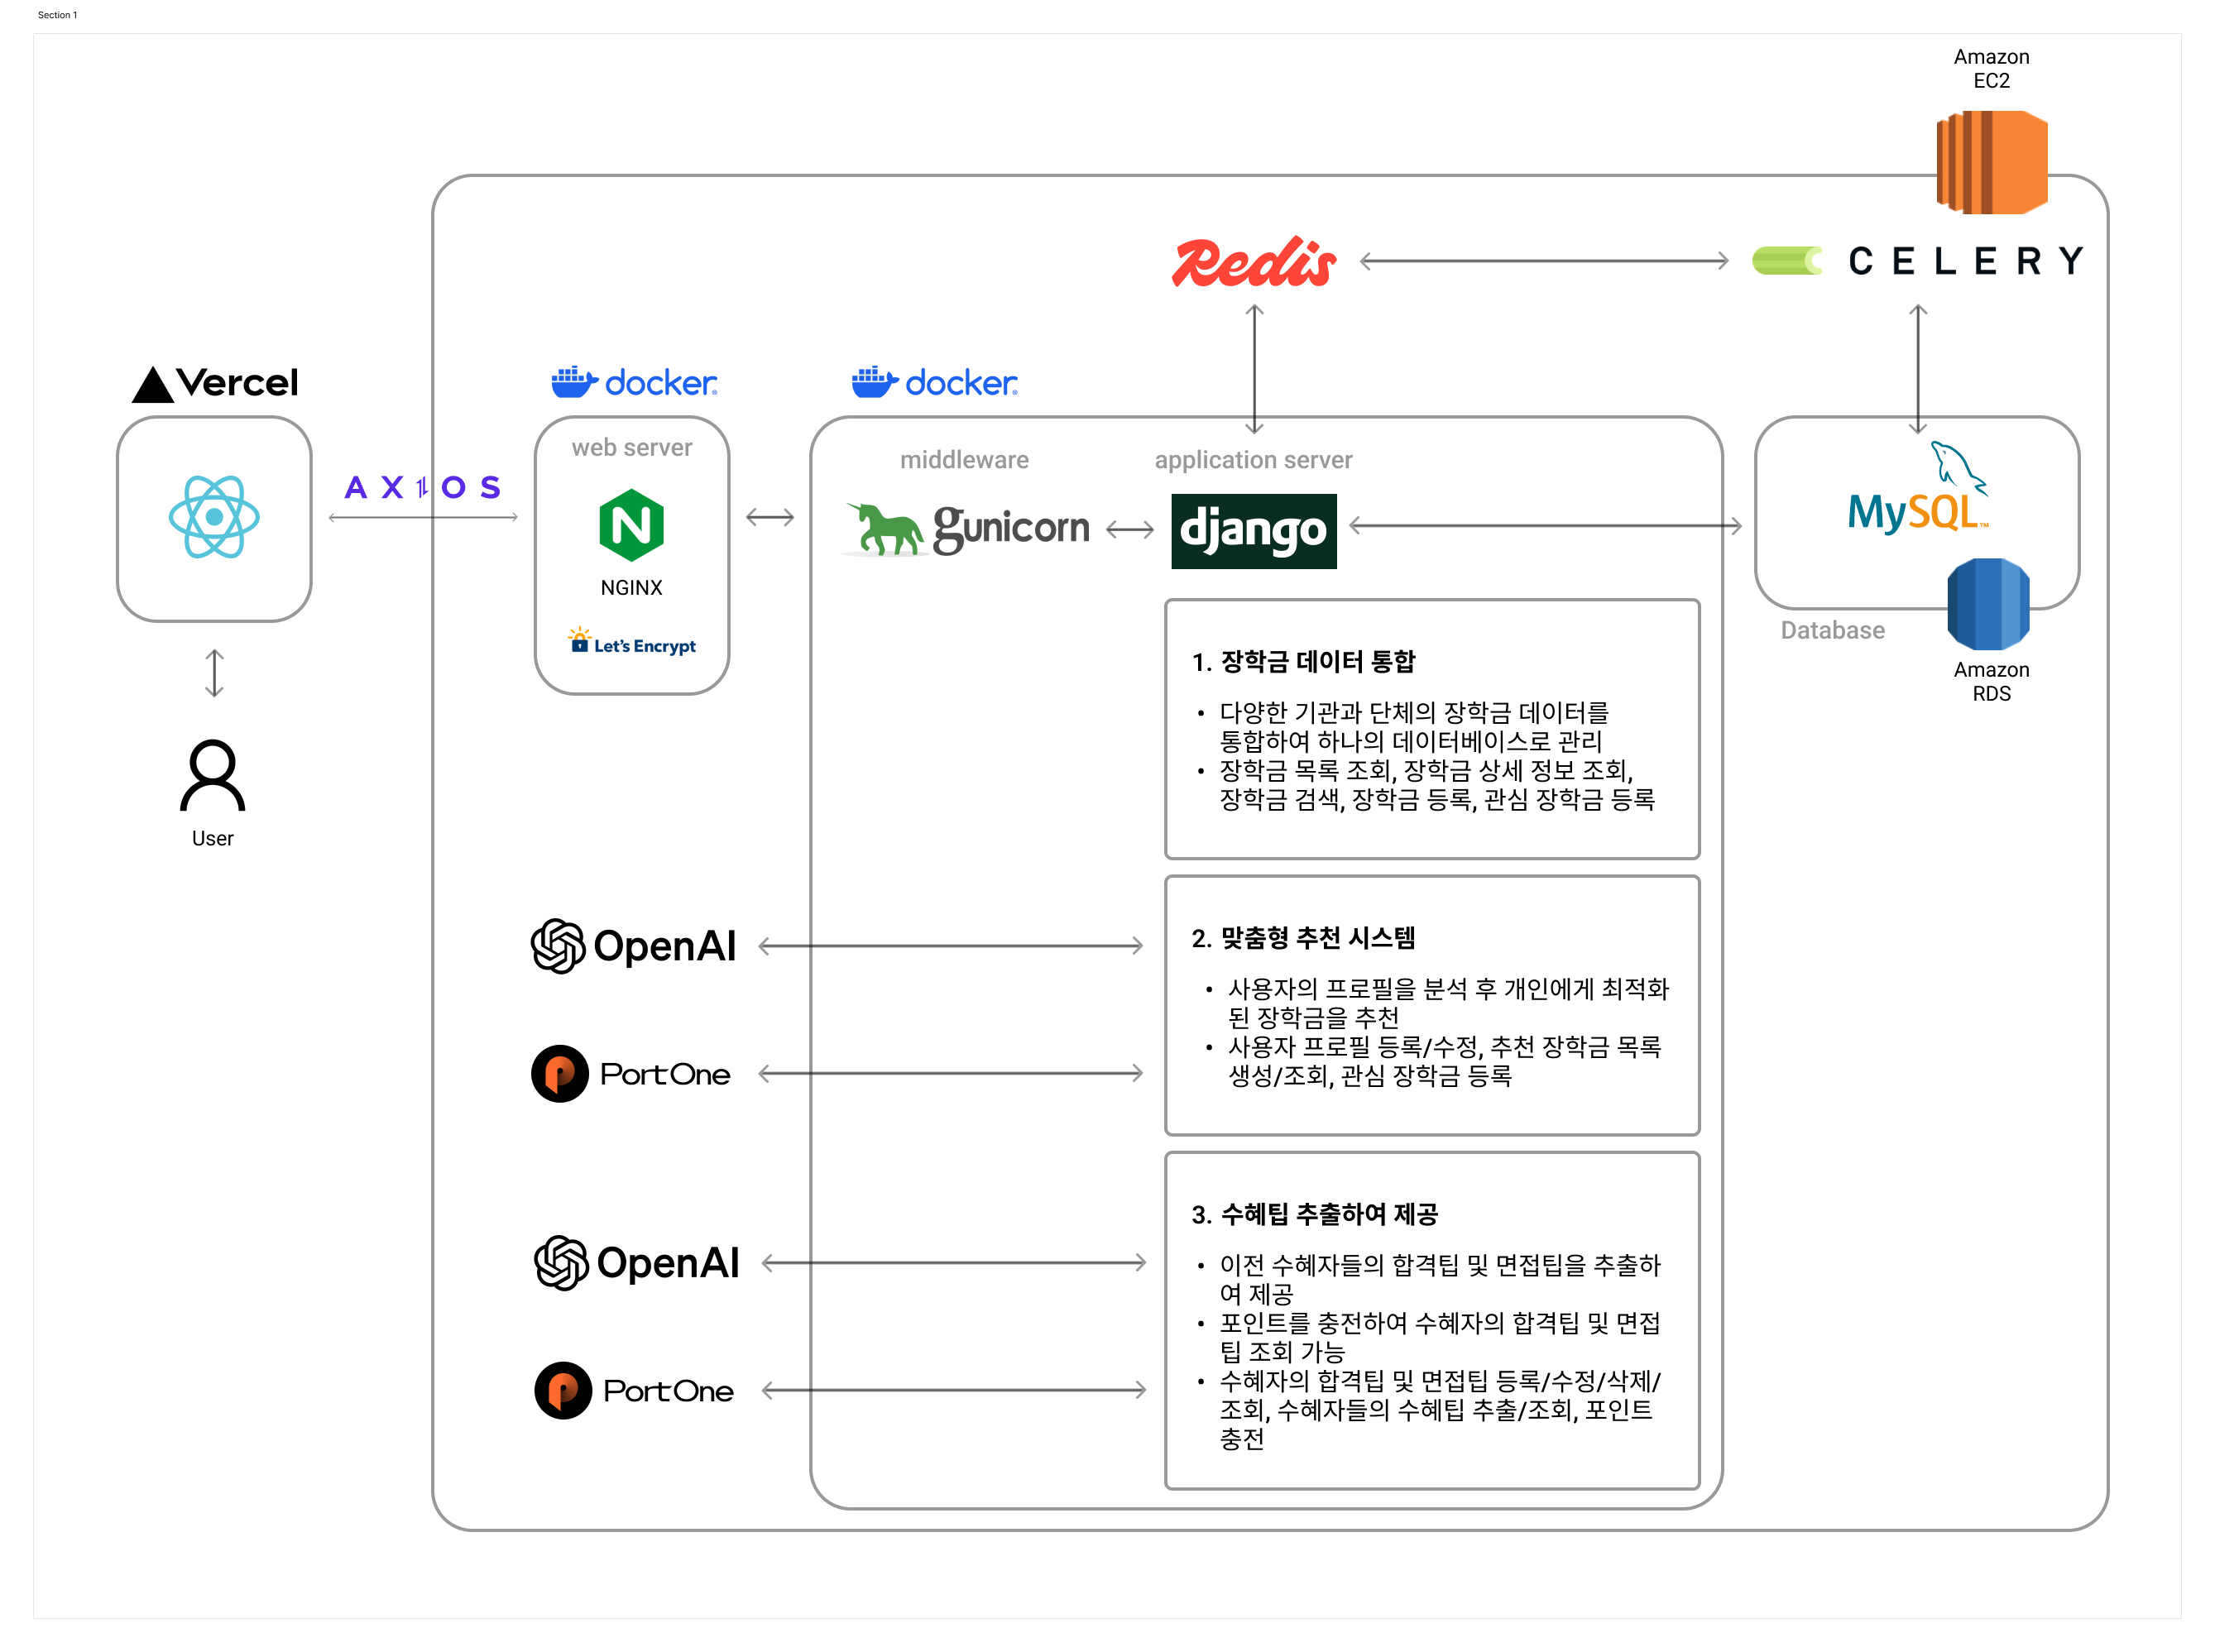 Section 1
Amazon
EC2
Redis
CELERY
Vercel
docker
docker
AXIOS
web server
NGINX
Let's Encrypt
middleware
gunicorn
application server
django
MySQL™
Database
Amazon
RDS
User
1. 장학금 데이터 통합
• 다양한 기관과 단체의 장학금 데이터를
통합하여 하나의 데이터베이스로 관리
• 장학금 목록 조회, 장학금 상세 정보 조회,
장학금 검색, 장학금 등록, 관심 장학금 등록
OpenAI
PortOne
2. 맞춤형 추천 시스템
• 사용자의 프로필을 분석 후 개인에게 최적화
된 장학금을 추천
• 사용자 프로필 등록/수정, 추천 장학금 목록
생성/조회, 관심 장학금 등록
OpenAI
PortOne
3. 수혜팁 추출하여 제공
• 이전 수혜자들의 합격팁 및 면접팁을 추출하
여 제공
• 포인트를 충전하여 수혜자의 합격팁 및 면접
팁 조회 가능
• 수혜자의 합격팁 및 면접팁 등록/수정/삭제/
조회, 수혜자들의 수혜팁 추출/조회, 포인트
충전